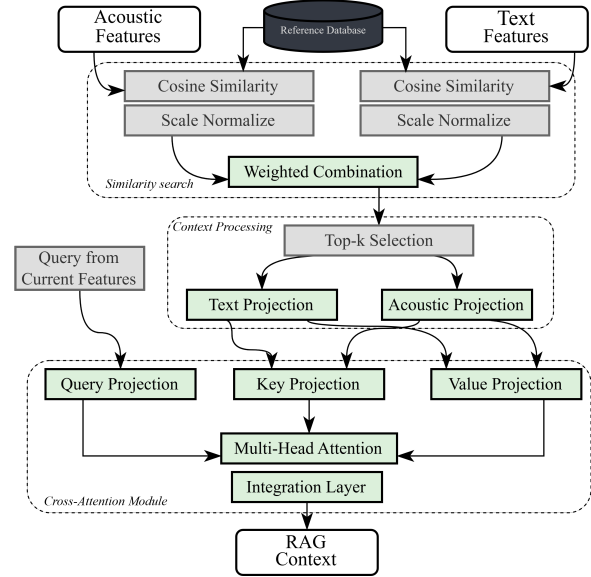 Acoustic
Features
Reference Database
Text
Features
Cosine Similarity
Cosine Similarity
Scale Normalize
Scale Normalize
Weighted Combination
Similarity search
Context Processing
Top-k Selection
Query from
Current Features
Text Projection
Acoustic Projection
Query Projection
Key Projection
Value Projection
Multi-Head Attention
Integration Layer
Cross-Attention Module
RAG
Context